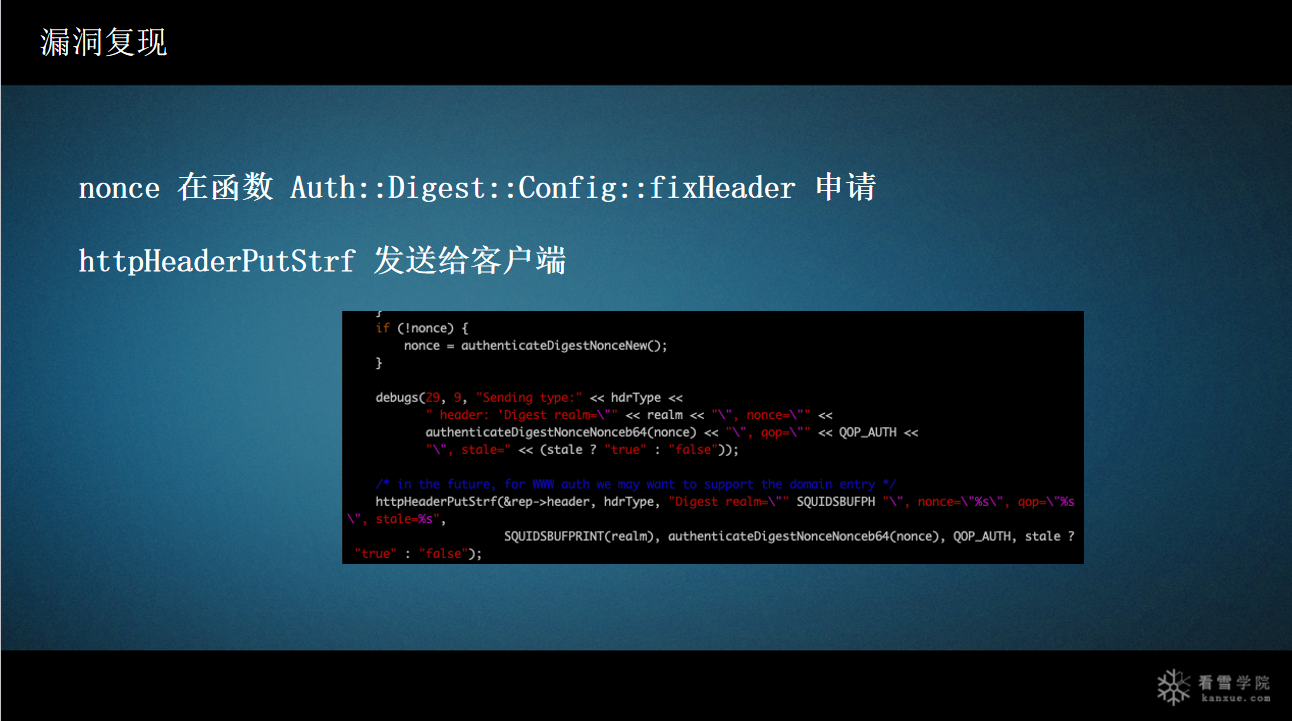 漏洞复现
nonce 在函数 Auth::Digest::Config::fixHeader 申请
httpHeaderPutStrf 发送给客户端
}
if (!nonce) {
nonce = authenticateDigestNonceNew();
}
debugs(29, 9, "Sending type:" << hdrType <<
" header: 'Digest realm=\"" << realm << "\", nonce=\"" <<
authenticateDigestNonceNonceb64(nonce) << "\", qop=\"" << QOP_AUTH <<
"\", stale=" << (stale ? "true" : "false"));
/* in the future, for WWW auth we may want to support the domain entry */
httpHeaderPutStrf(&rep->header, hdrType, "Digest realm=\"" SQUIDSBUFPH "\", nonce=\"%s\", qop=\"%s
\", stale=%s",
SQUIDSBUFPRINT(realm), authenticateDigestNonceNonceb64(nonce), QOP_AUTH, stale ?
"true" : "false");
看雪学院
kanxue.com